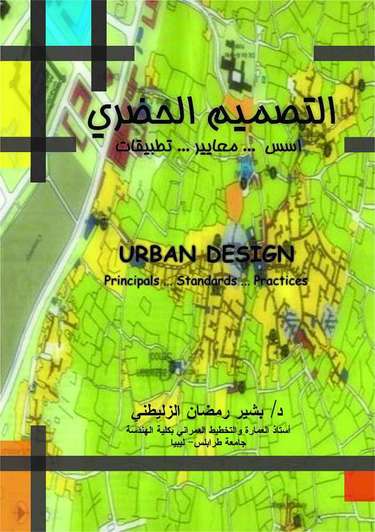 التصميم الحضري
اسس ... معايير ... تطبيقات
URBAN DESIGN
Principals ... Standards ... Practices
د/ بشير رمضان الزليطني
أستاذ العمارة والتخطيط العمراني بكلية الهندسة
جامعة طرابلس - ليبيا